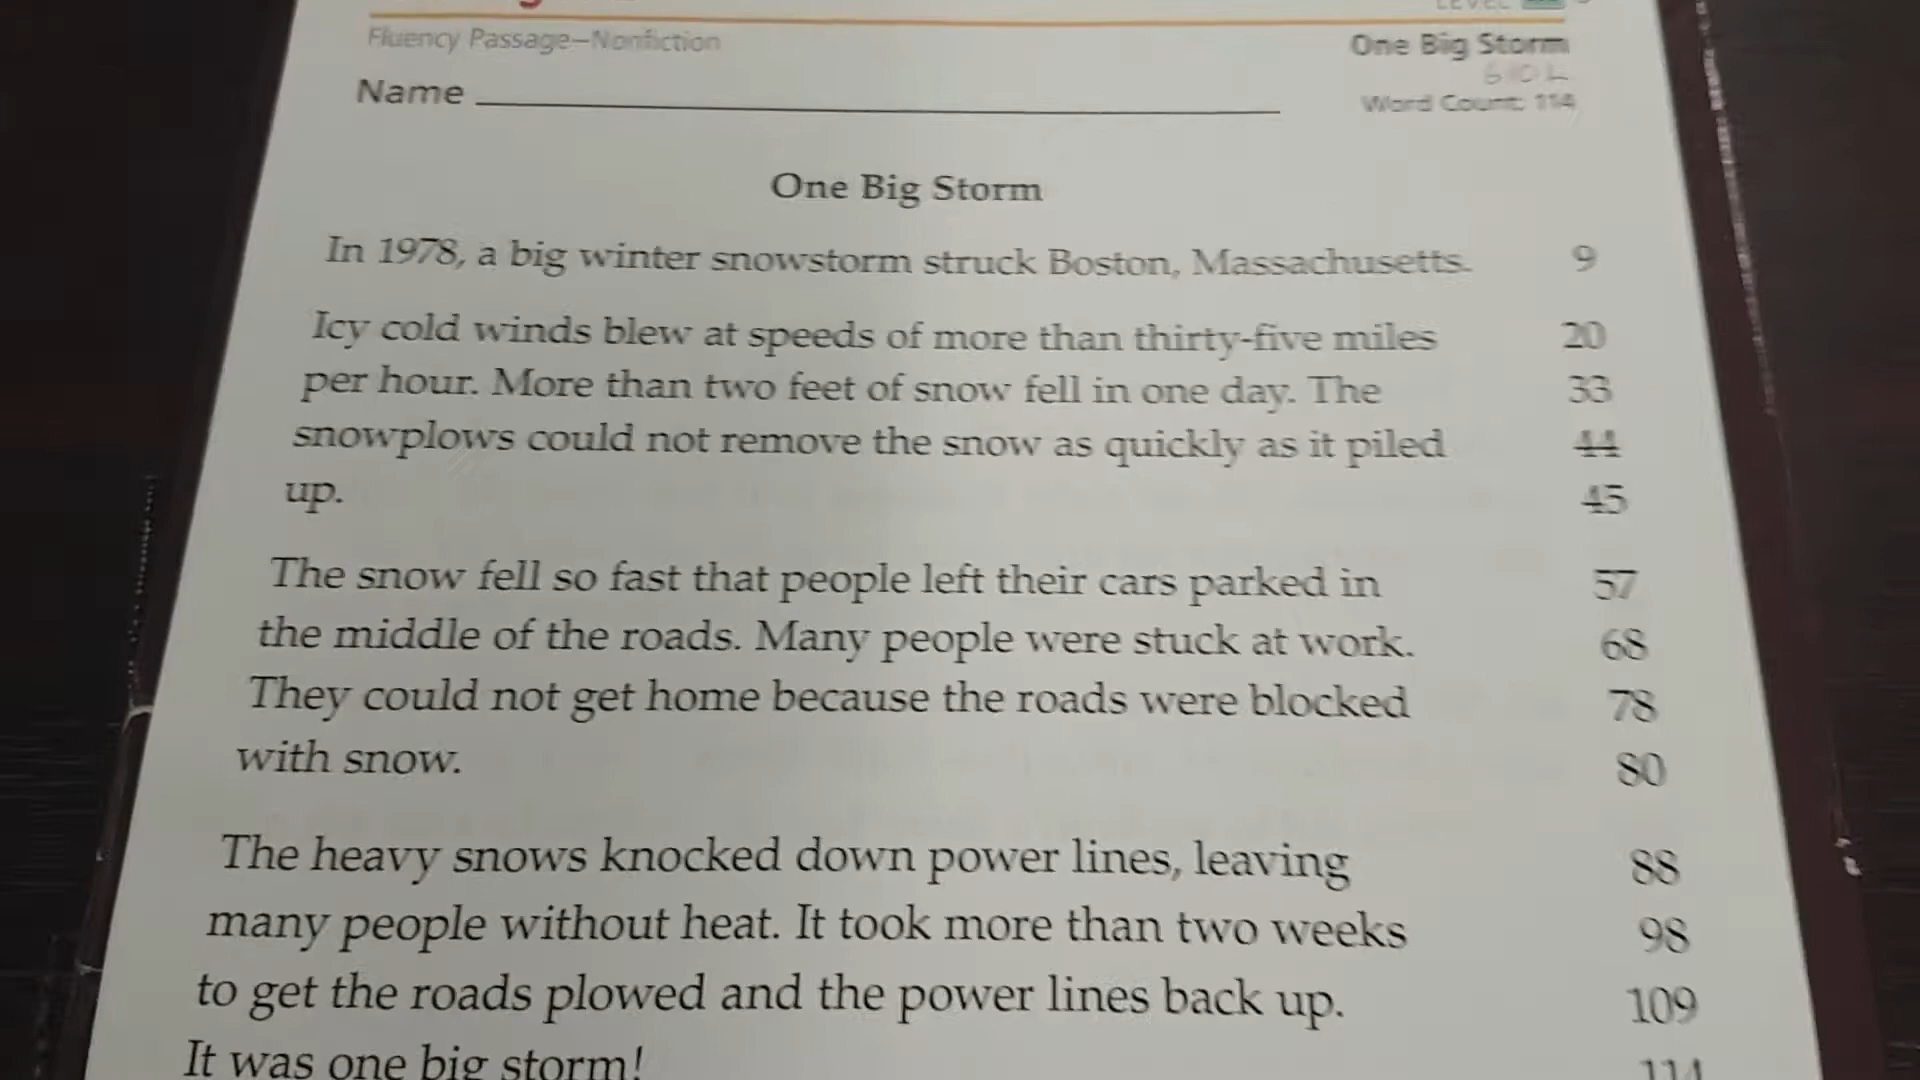 LEVEL
Fluency Passage—Nonfiction
One Big Storm
610L
Name
Word Count: 114
One Big Storm
In 1978, a big winter snowstorm struck Boston, Massachusetts. 9
Icy cold winds blew at speeds of more than thirty-five miles 20
per hour. More than two feet of snow fell in one day. The 33
snowplows could not remove the snow as quickly as it piled 44
up. 45
The snow fell so fast that people left their cars parked in 57
the middle of the roads. Many people were stuck at work. 68
They could not get home because the roads were blocked 78
with snow. 80
The heavy snows knocked down power lines, leaving 88
many people without heat. It took more than two weeks 98
to get the roads plowed and the power lines back up. 109
It was one big storm! 114